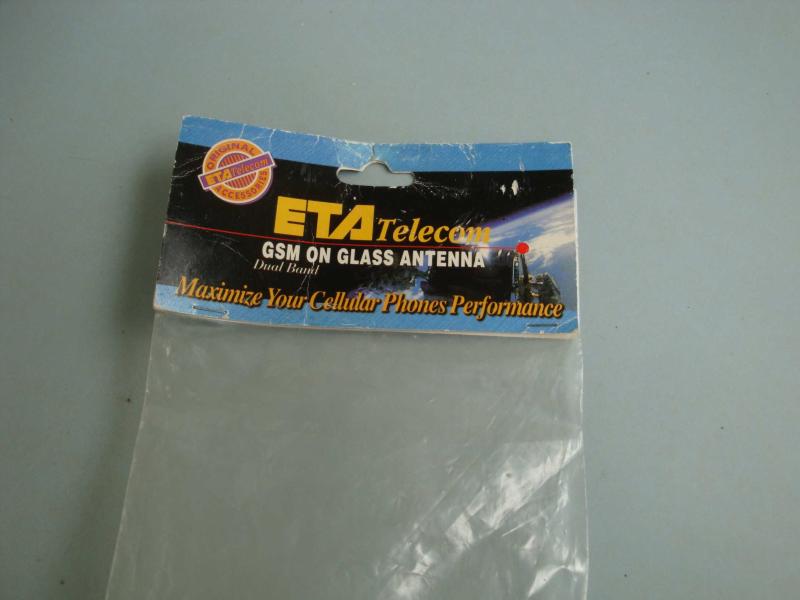 ORIGINAL
ETA Telecom
ACCESSORIES
ETA Telecom
GSM ON GLASS ANTENNA
Dual Band
Maximize Your Cellular Phones Performance